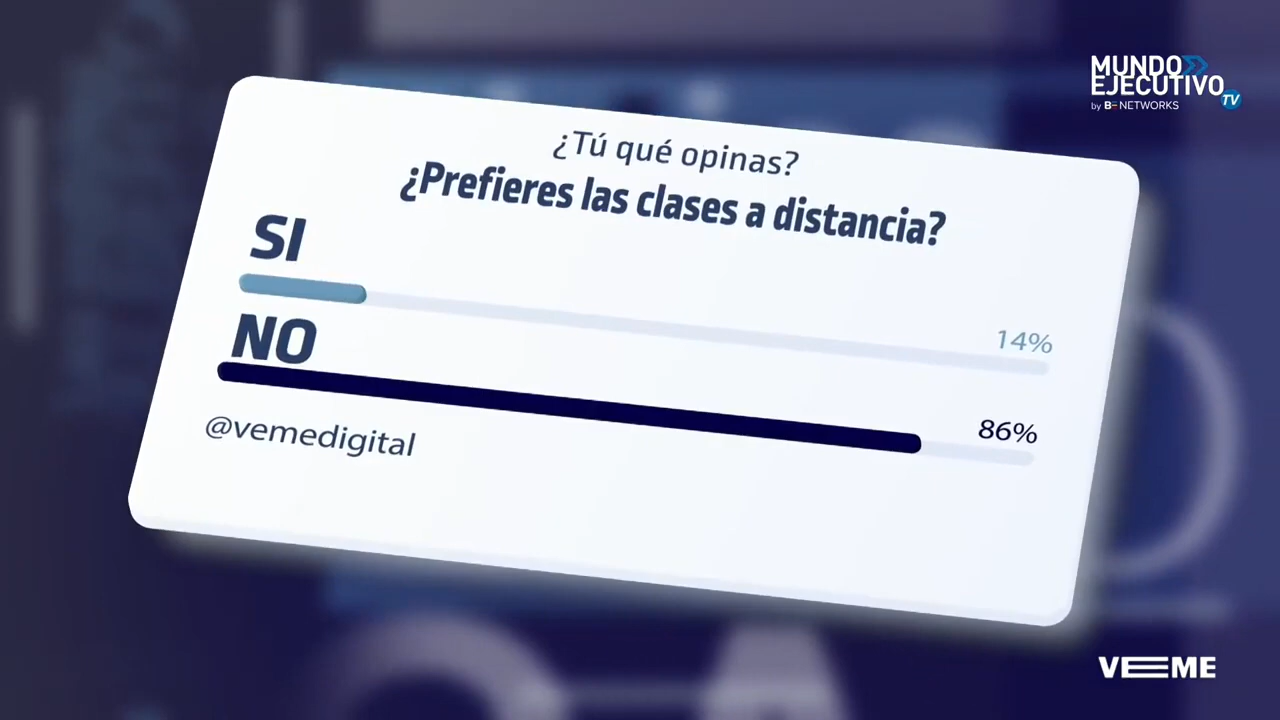 MUNDO
EJECUTIVO
TV
by B NETWORKS
¿Tú qué opinas?
¿Prefieres las clases a distancia?
SI
14%
NO
86%
@vemedigital
VEME